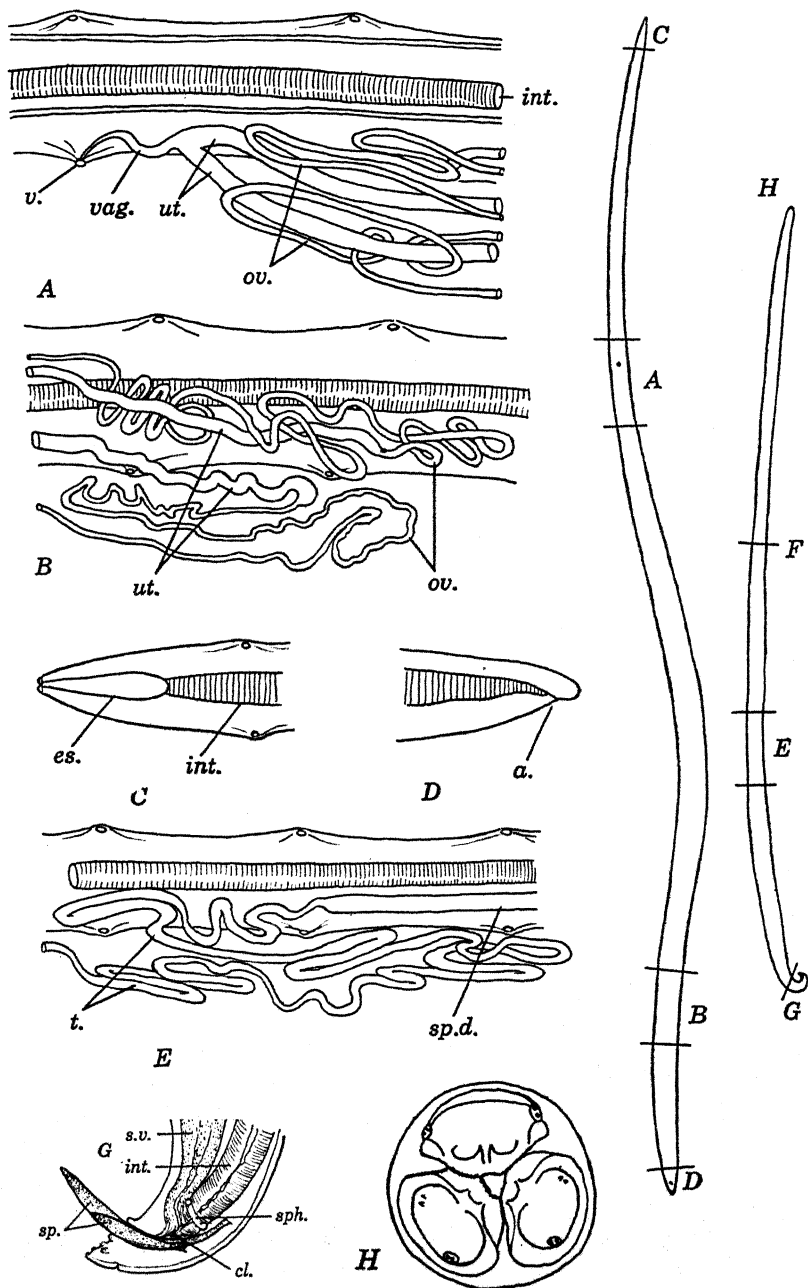 int.
v.
vag.
ut.
ov.
A
B
ut.
ov.
es.
int.
a.
C
D
t.
sp.d.
E
G
s.v.
int.
sp.
sph.
cl.
H
C
A
B
D
H
F
E
G